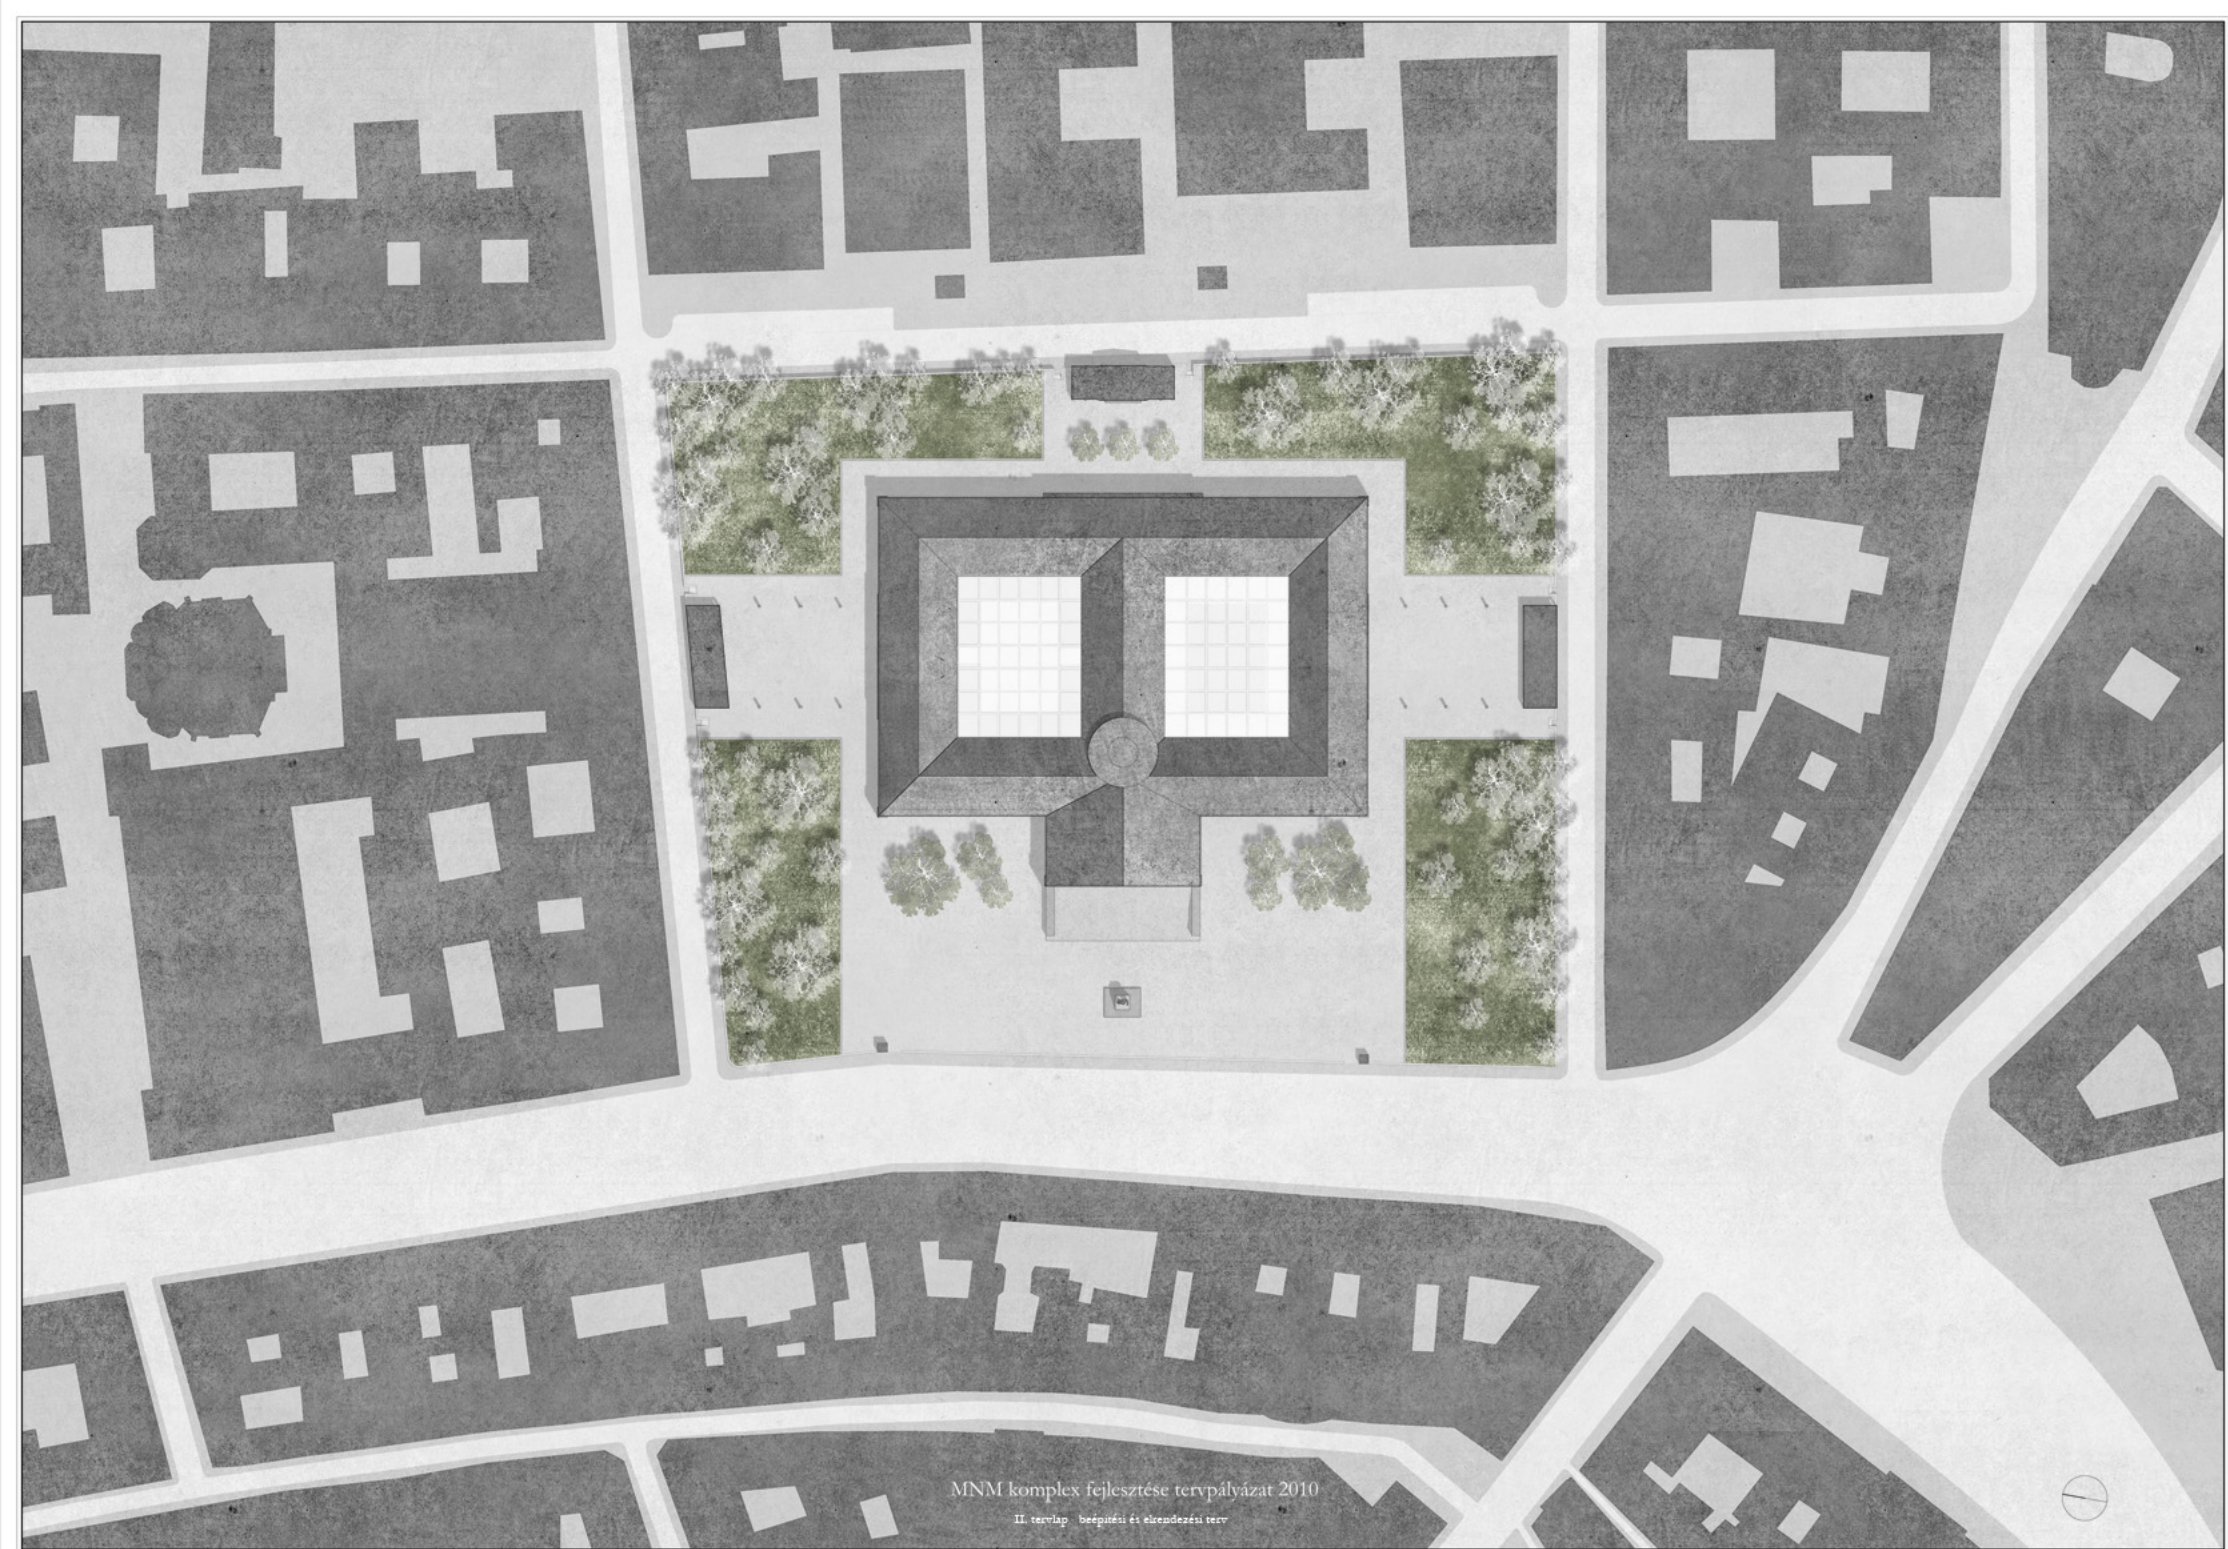 MNM komplex fejlesztése tervpályázat 2010
II. tervlap beépítési és elrendezési terv